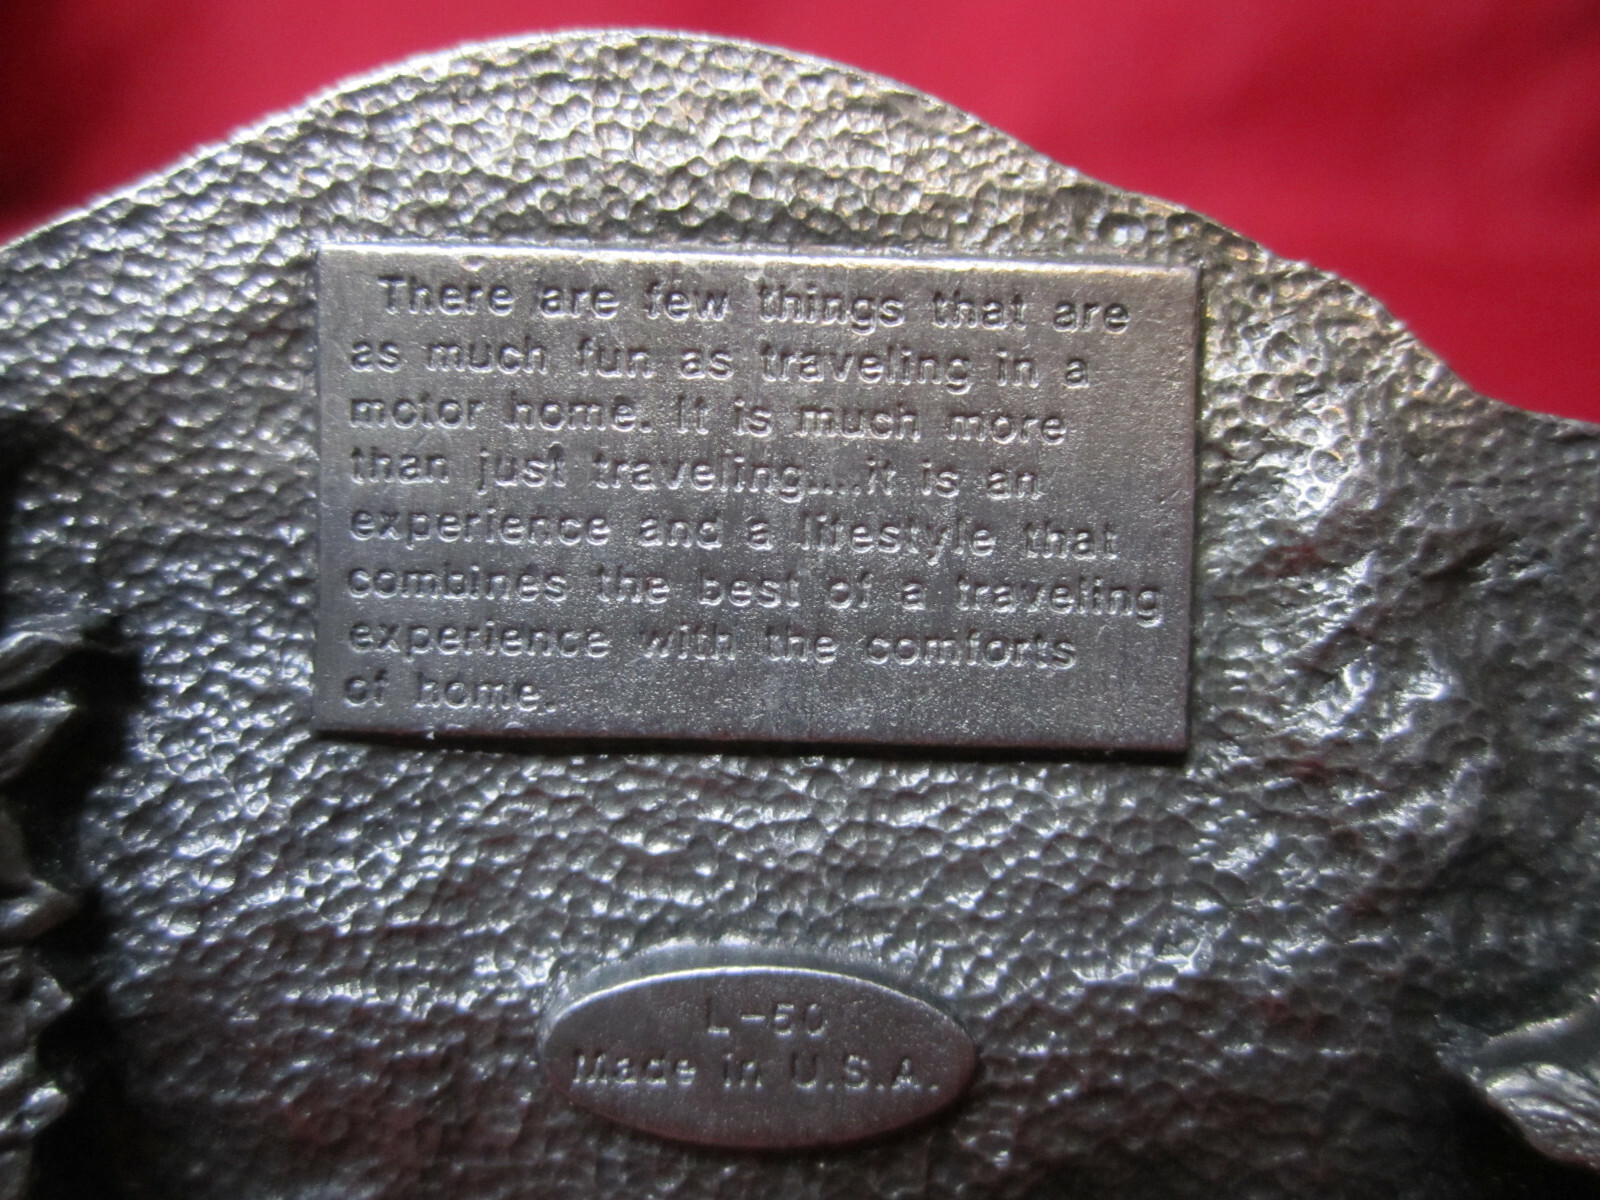 There are few things that are
as much fun as traveling in a
motor home. It is much more
than just traveling....it is an
experience and a lifestyle that
combines the best of a traveling
experience with the comforts
of home.
L-50
Made in U.S.A.